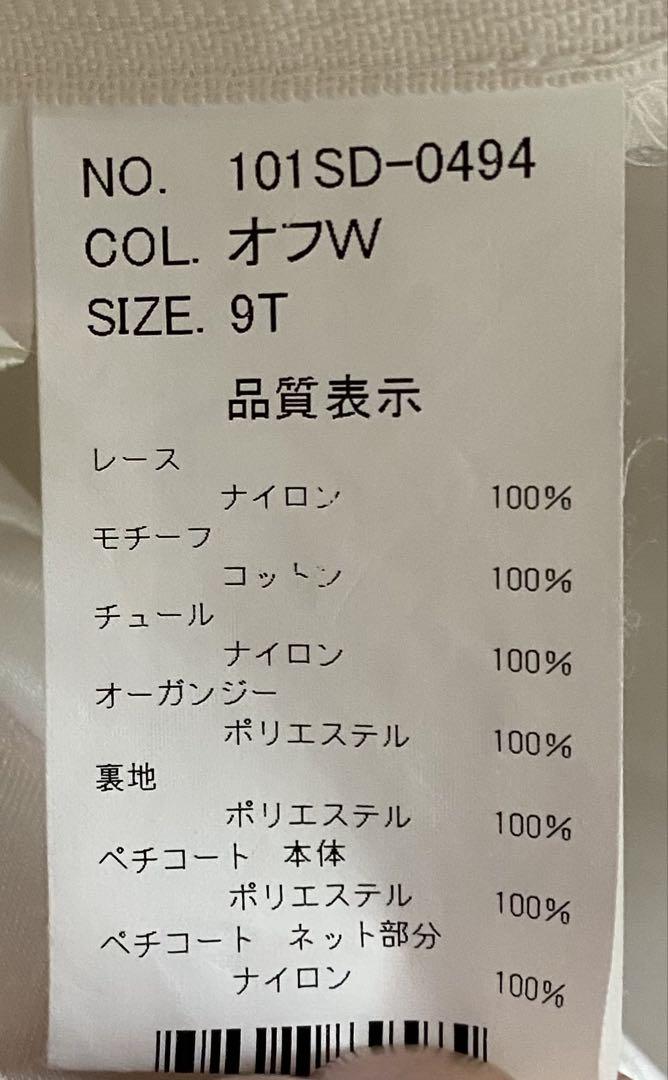 NO. 101SD-0494
COL. オフW
SIZE. 9T
品質表示
レース
ナイロン 100%
モチーフ
コットン 100%
チュール
ナイロン 100%
オーガンジー
ポリエステル 100%
裏地
ポリエステル 100%
ペチコート 本体
ポリエステル 100%
ペチコート ネット部分
ナイロン 100%